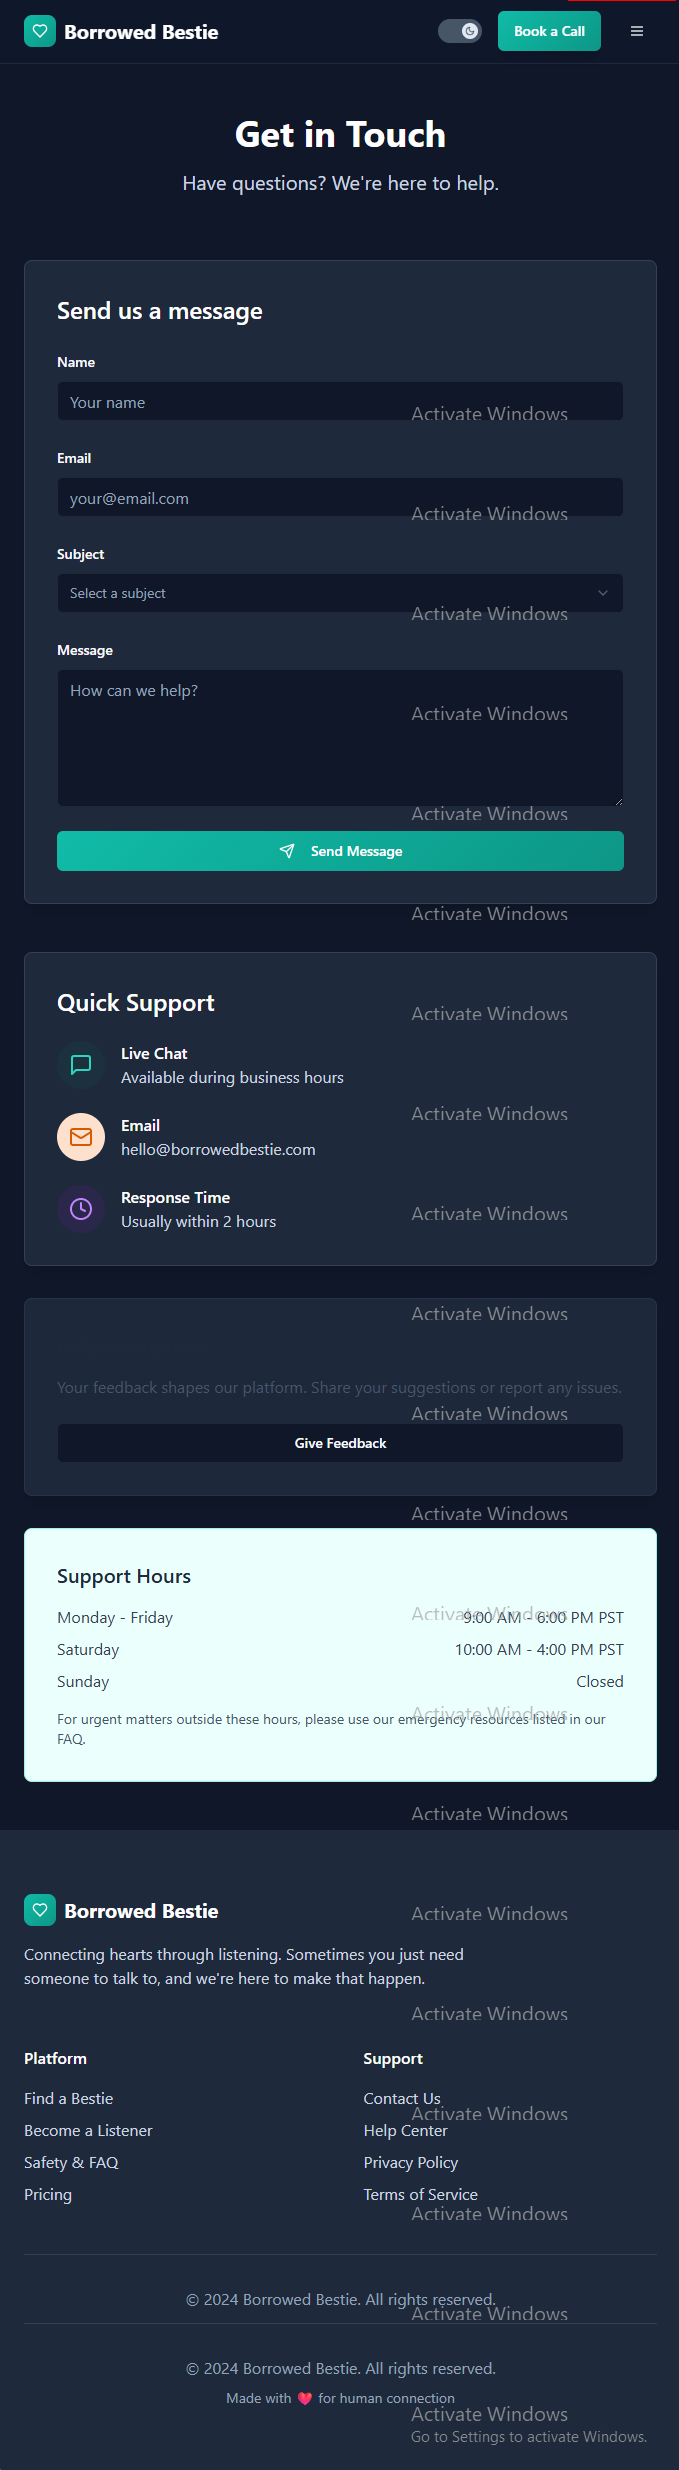 Borrowed Bestie
Book a Call
Get in Touch
Have questions? We're here to help.
Send us a message
Name
Your name
Activate Windows
Email
your@email.com
Activate Windows
Subject
Select a subject
Activate Windows
Message
How can we help?
Activate Windows
Activate Windows
Send Message
Activate Windows
Quick Support
Activate Windows
Live Chat
Available during business hours
Activate Windows
Email
hello@borrowedbestie.com
Response Time
Activate Windows
Usually within 2 hours
Activate Windows
Your feedback shapes our platform. Share your suggestions or report any issues.
Activate Windows
Give Feedback
Activate Windows
Support Hours
Activate Windows
Monday - Friday 9:00 AM - 6:00 PM PST
Saturday 10:00 AM - 4:00 PM PST
Sunday Closed
Activate Windows
For urgent matters outside these hours, please use our emergency resources listed in our
FAQ.
Activate Windows
Borrowed Bestie
Activate Windows
Connecting hearts through listening. Sometimes you just need
someone to talk to, and we're here to make that happen.
Activate Windows
Platform
Find a Bestie
Become a Listener
Safety & FAQ
Pricing
Support
Contact Us
Activate Windows
Help Center
Privacy Policy
Terms of Service
Activate Windows
© 2024 Borrowed Bestie. All rights reserved.
Activate Windows
© 2024 Borrowed Bestie. All rights reserved.
Made with ❤️ for human connection
Activate Windows
Go to Settings to activate Windows.